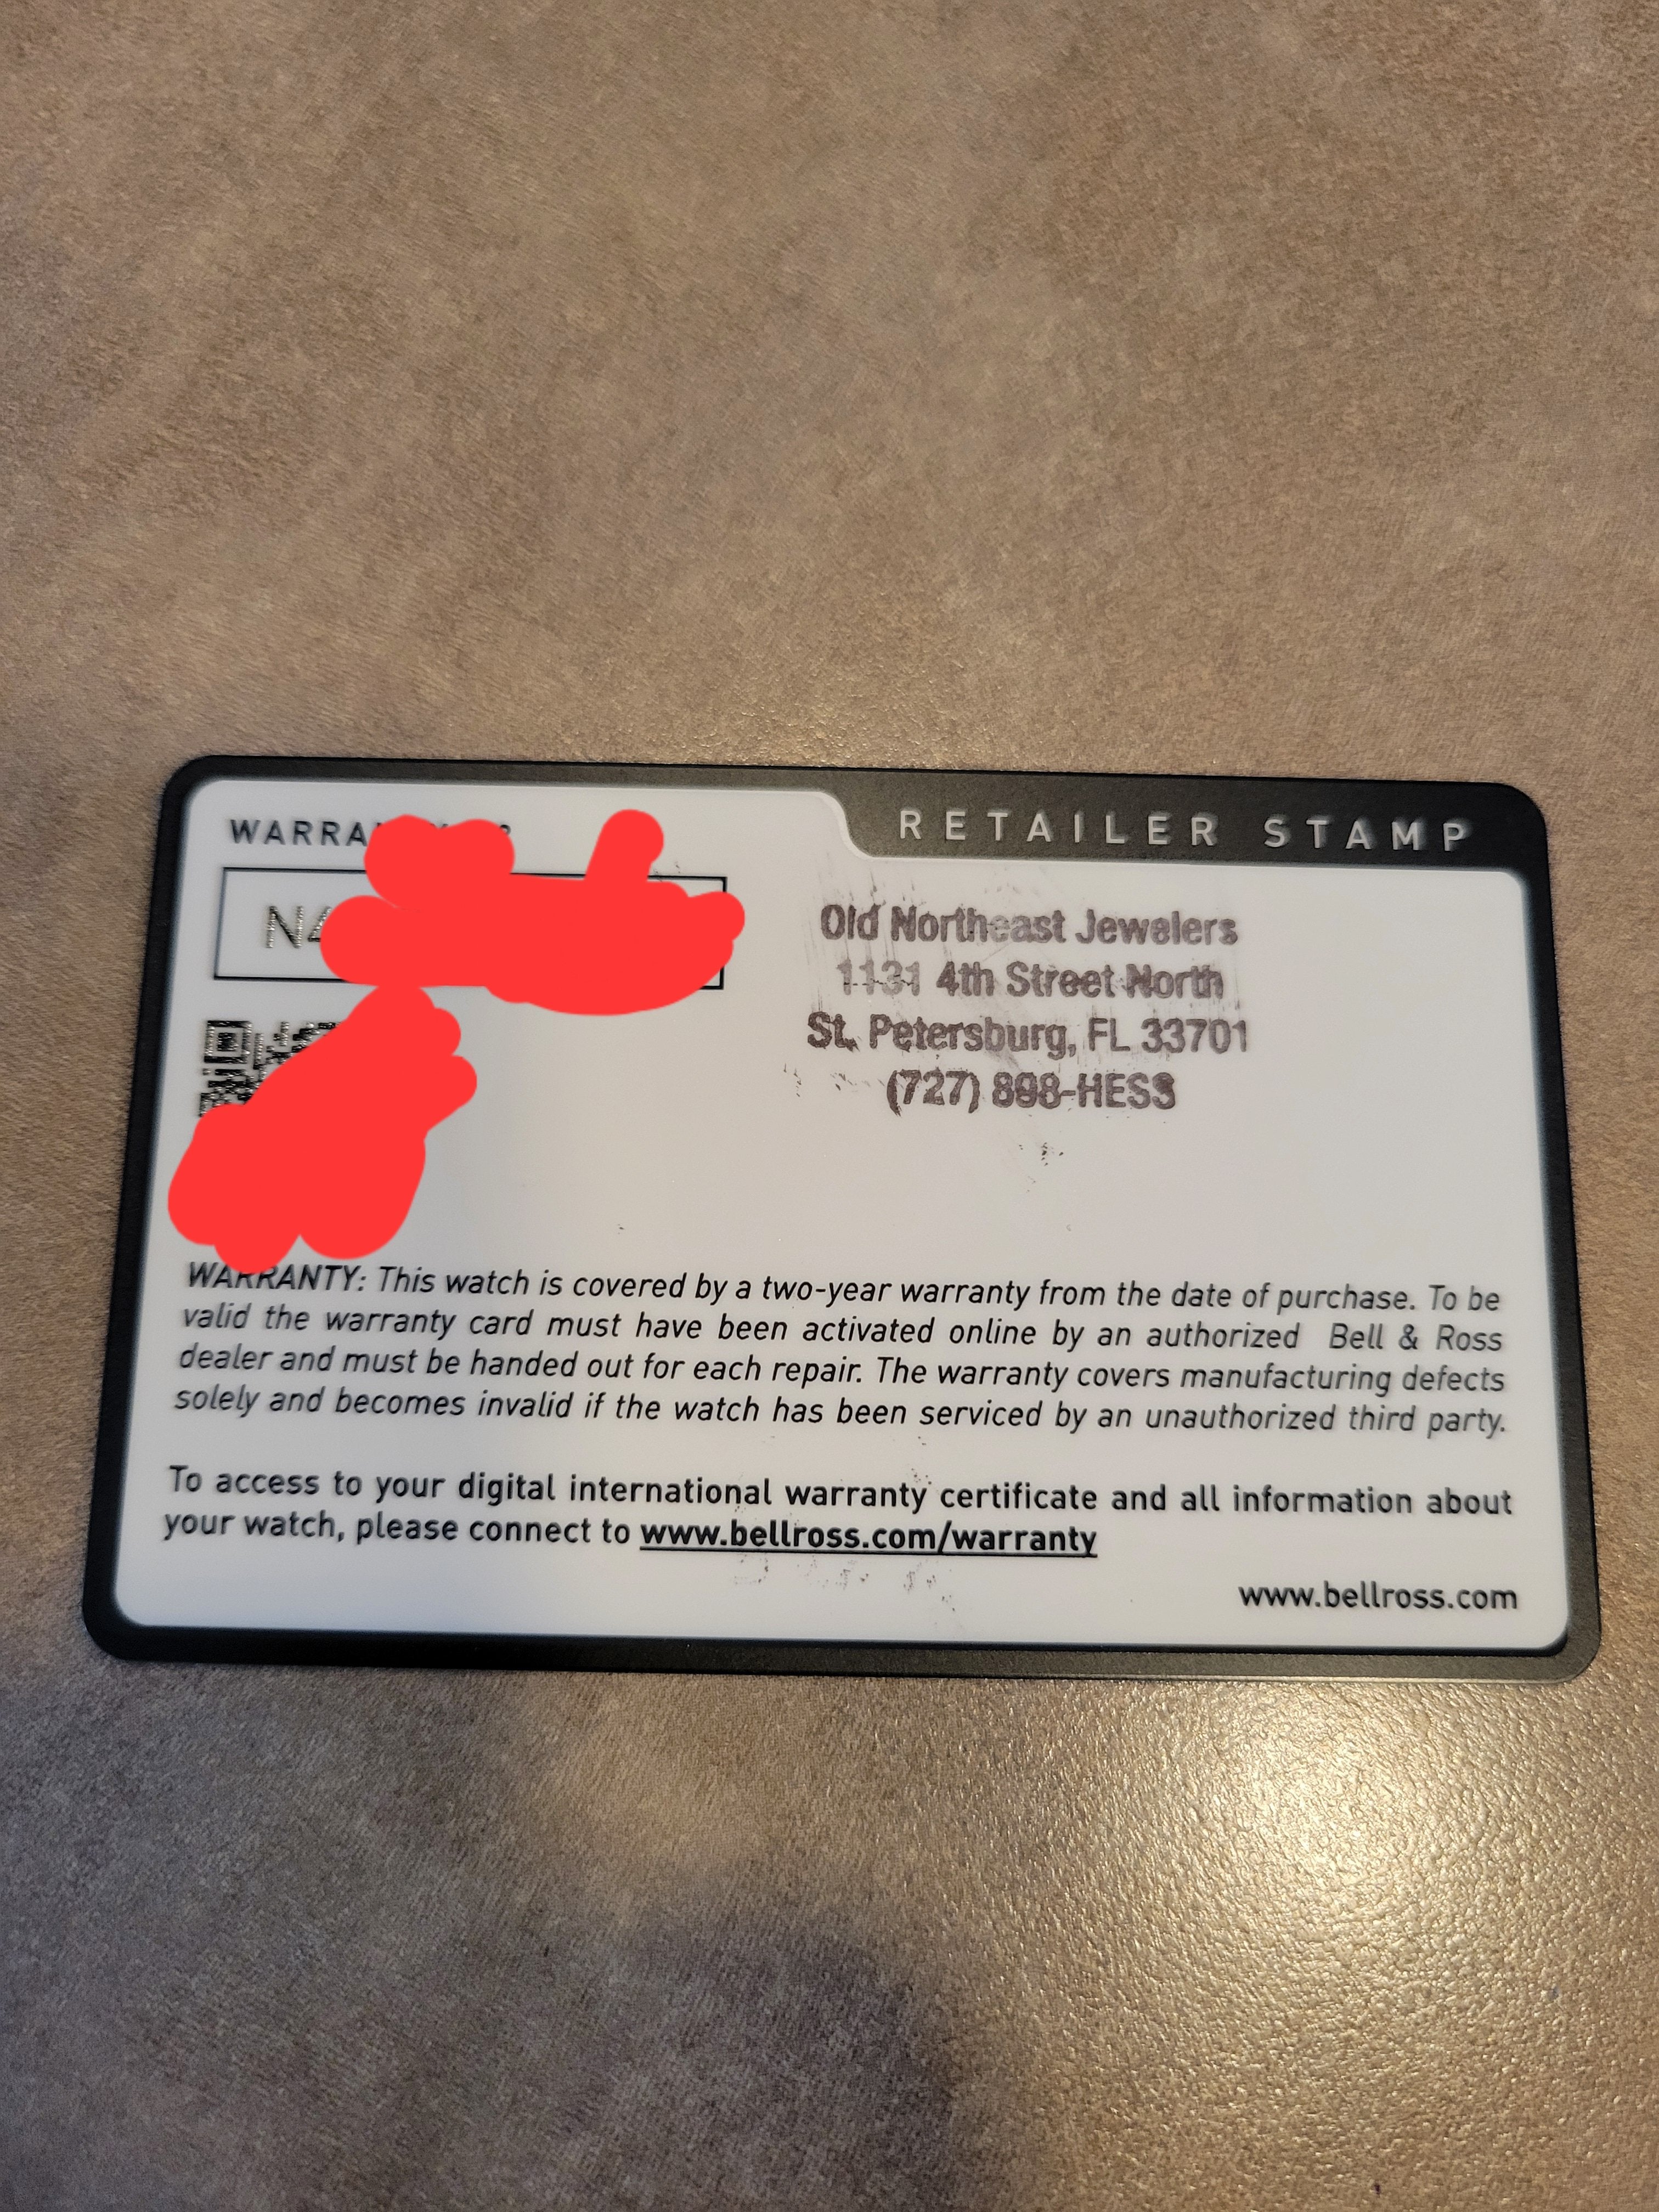 RETAILER STAMP
Old Northeast Jewelers
1131 4th Street North
St. Petersburg, FL 33701
(727) 898-HESS
WARRANTY: This watch is covered by a two-year warranty from the date of purchase. To be
valid the warranty card must have been activated online by an authorized Bell & Ross
dealer and must be handed out for each repair. The warranty covers manufacturing defects
solely and becomes invalid if the watch has been serviced by an unauthorized third party.
To access to your digital international warranty certificate and all information about
your watch, please connect to www.bellross.com/warranty
www.bellross.com